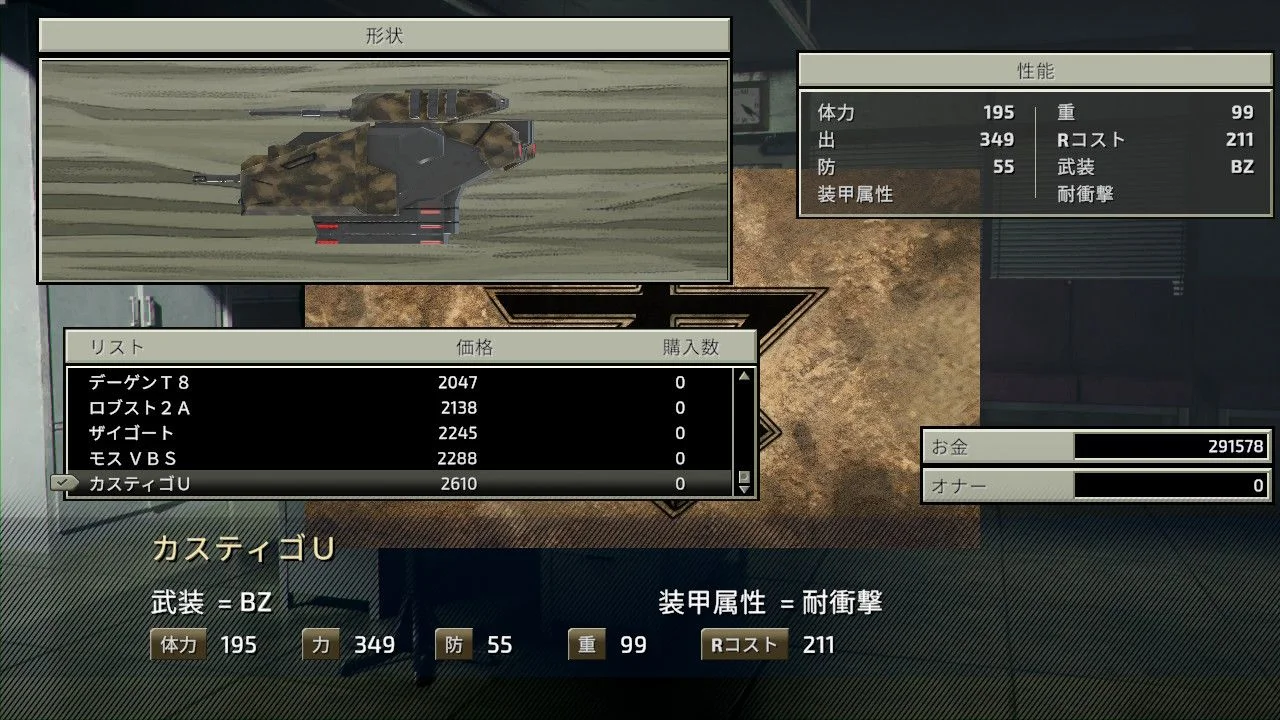 形状
性能
体力 195 重 99
出 349 Rコスト 211
防 55 武装 BZ
装甲属性 耐衝撃
リスト 価格 購入数
デーゲンT8 2047 0
ロブスト2A 2138 0
ザイゴート 2245 0
モス VBS 2288 0
カスティゴU 2610 0
お金 291578
オナー 0
カスティゴU
武装 = BZ 装甲属性 = 耐衝撃
体力 195 力 349 防 55 重 99 Rコスト 211